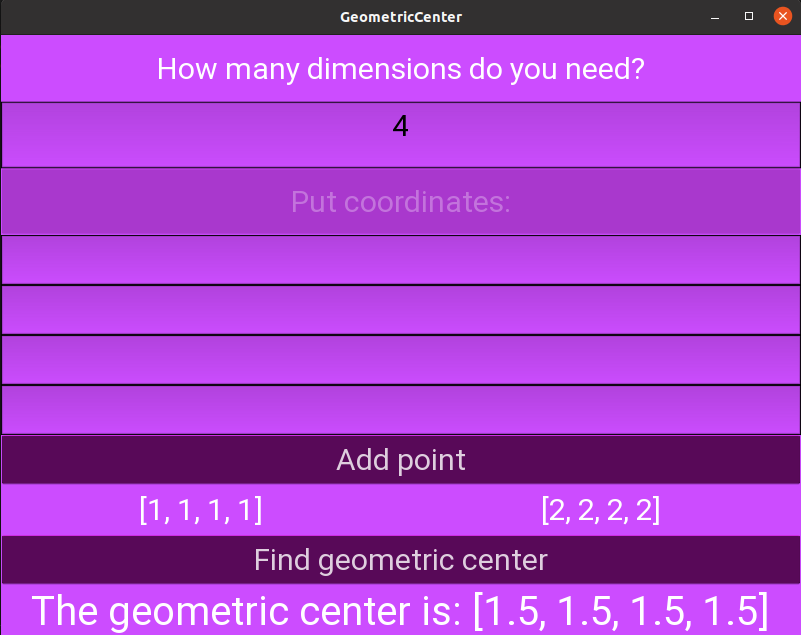 GeometricCenter
How many dimensions do you need?
4
Put coordinates:
Add point
[1, 1, 1, 1] [2, 2, 2, 2]
Find geometric center
The geometric center is: [1.5, 1.5, 1.5, 1.5]